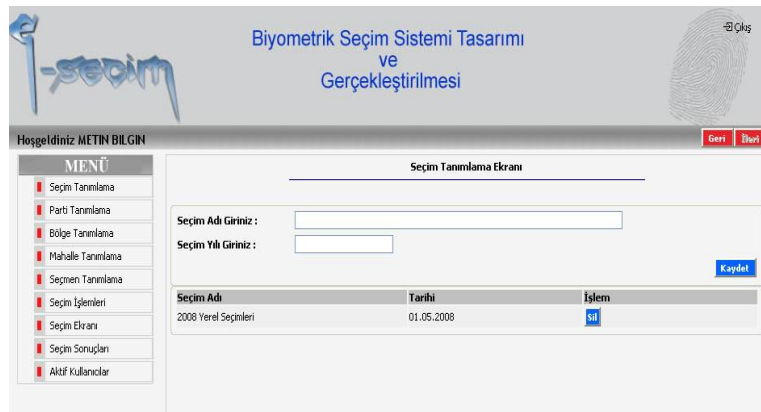 i-seçim
Biyometrik Seçim Sistemi Tasarımı
ve
Gerçekleştirilmesi
Çıkış
Hoşgeldiniz METIN BILGIN
Geri İleri
MENÜ
Seçim Tanımlama
Parti Tanımlama
Bölge Tanımlama
Mahalle Tanımlama
Seçmen Tanımlama
Seçim İşlemleri
Seçim Ekranı
Seçim Sonuçları
Aktif Kullanıcılar
Seçim Tanımlama Ekranı
Seçim Adı Giriniz :
Seçim Yılı Giriniz :
Kaydet
Seçim Adı Tarihi İşlem
2008 Yerel Seçimleri 01.05.2008 Sil